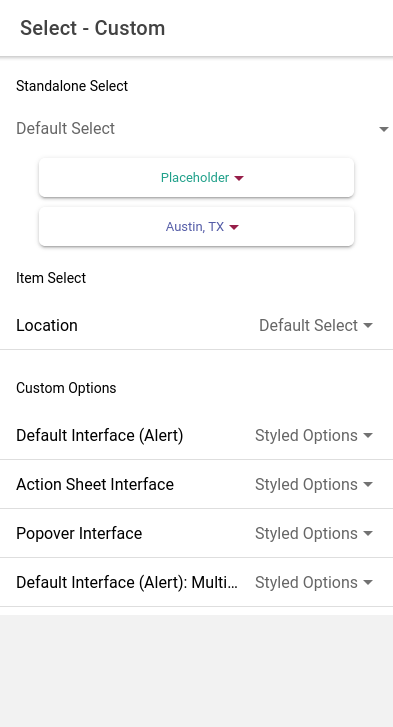 Select - Custom
Standalone Select
Default Select
Placeholder
Austin, TX
Item Select
Location Default Select
Custom Options
Default Interface (Alert) Styled Options
Action Sheet Interface Styled Options
Popover Interface Styled Options
Default Interface (Alert): Multi... Styled Options